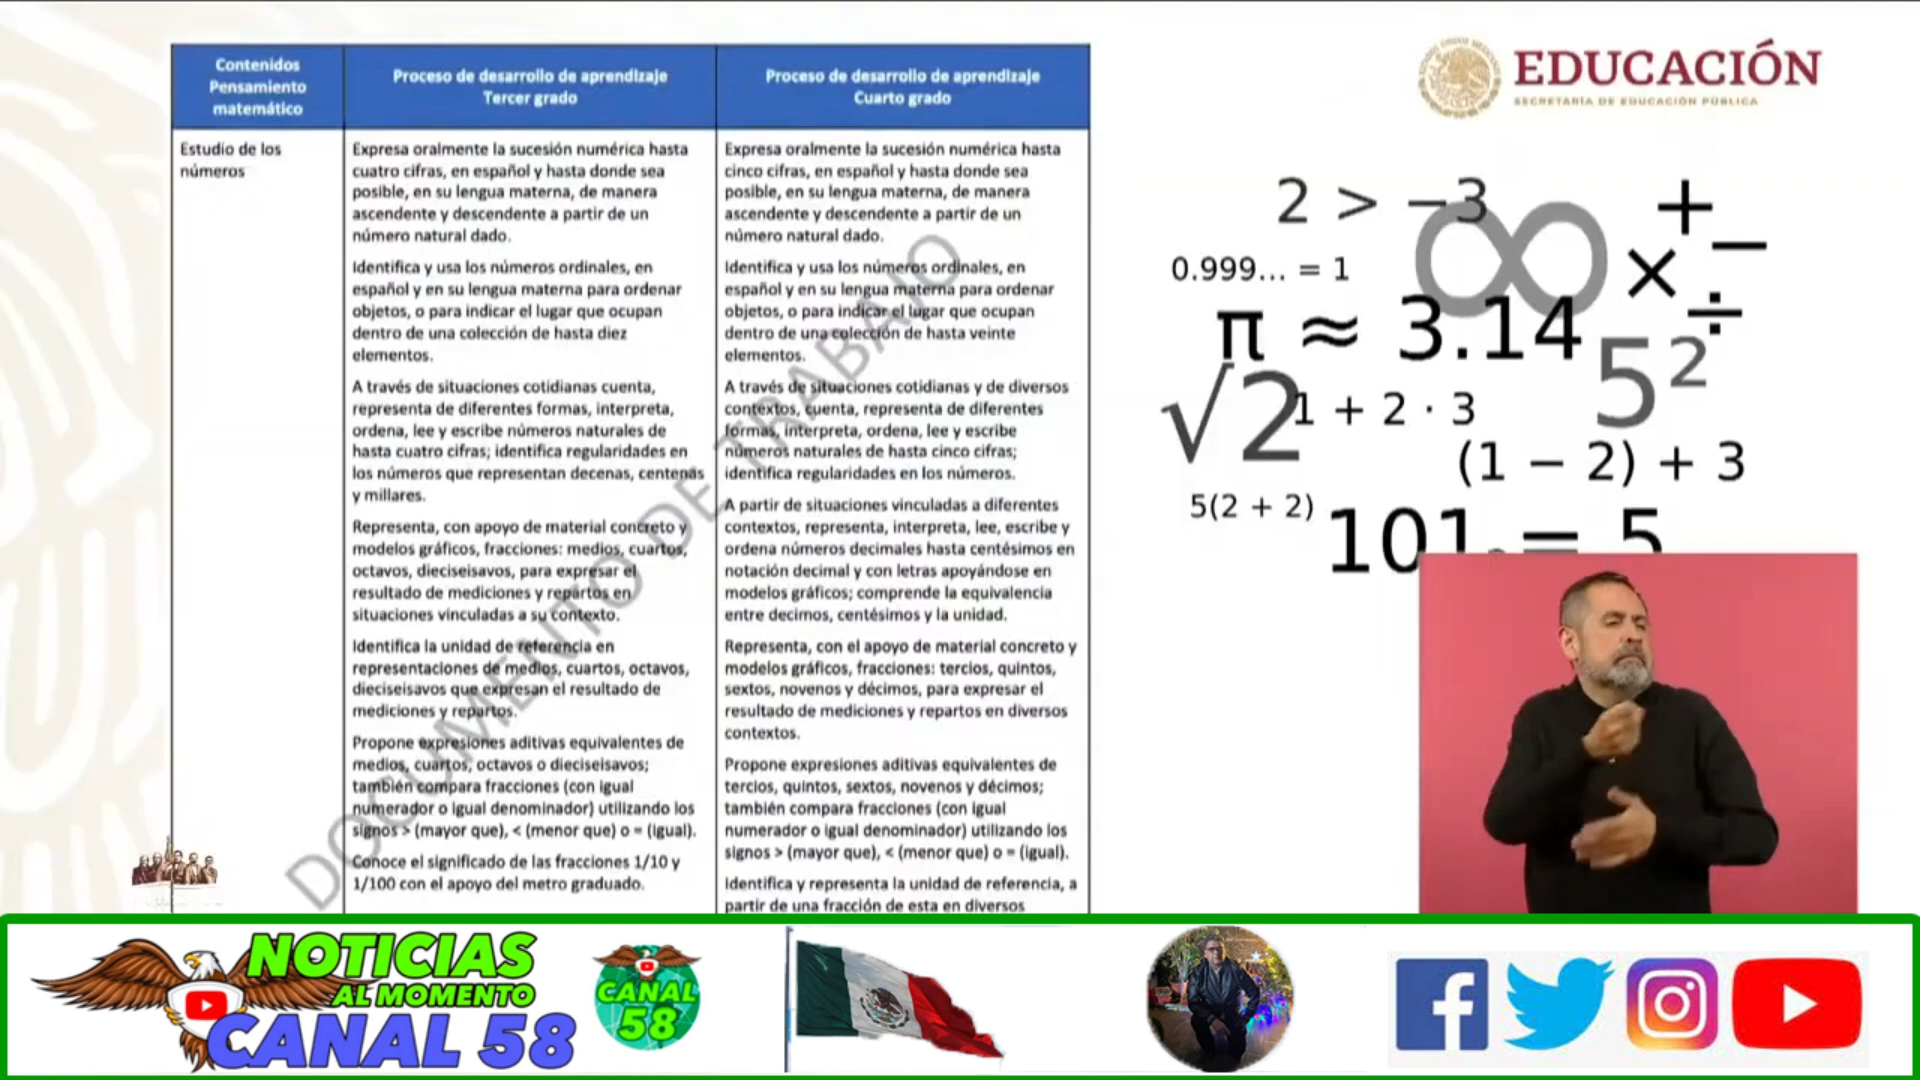 Contenidos
Pensamiento
matemático
Proceso de desarrollo de aprendizaje
Tercer grado
Proceso de desarrollo de aprendizaje
Cuarto grado
Estudio de los
números
Expresa oralmente la sucesión numérica hasta
cuatro cifras, en español y hasta donde sea
posible, en su lengua materna, de manera
ascendente y descendente a partir de un
número natural dado.
Identifica y usa los números ordinales, en
español y en su lengua materna para ordenar
objetos, o para indicar el lugar que ocupan
dentro de una colección de hasta diez
elementos.
A través de situaciones cotidianas cuenta,
representa de diferentes formas, interpreta,
ordena, lee y escribe números naturales de
hasta cuatro cifras; identifica regularidades en
los números que representan decenas, centenas
y millares.
Representa, con apoyo de material concreto y
modelos gráficos, fracciones: medios, cuartos,
octavos, dieciseisavos, para expresar el
resultado de mediciones y repartos en
situaciones vinculadas a su contexto.
Identifica la unidad de referencia en
representaciones de medios, cuartos, octavos,
dieciseisavos que expresan el resultado de
mediciones y repartos.
Propone expresiones aditivas equivalentes de
medios, cuartos, octavos o dieciseisavos;
también compara fracciones (con igual
numerador o igual denominador) utilizando los
signos > (mayor que), < (menor que) o = (igual).
Conoce el significado de las fracciones 1/10 y
1/100 con el apoyo del metro graduado.
Expresa oralmente la sucesión numérica hasta
cinco cifras, en español y hasta donde sea
posible, en su lengua materna, de manera
ascendente y descendente a partir de un
número natural dado.
Identifica y usa los números ordinales, en
español y en su lengua materna para ordenar
objetos, o para indicar el lugar que ocupan
dentro de una colección de hasta veinte
elementos.
A través de situaciones cotidianas y de diversos
contextos, cuenta, representa de diferentes
formas, interpreta, ordena, lee y escribe
números naturales de hasta cinco cifras;
identifica regularidades en los números.
A partir de situaciones vinculadas a diferentes
contextos, representa, interpreta, lee, escribe y
ordena números decimales hasta centésimos en
notación decimal y con letras apoyándose en
modelos gráficos; comprende la equivalencia
entre decimos, centésimos y la unidad.
Representa, con el apoyo de material concreto y
modelos gráficos, fracciones: tercios, quintos,
sextos, novenos y décimos, para expresar el
resultado de mediciones y repartos en diversos
contextos.
Propone expresiones aditivas equivalentes de
tercios, quintos, sextos, novenos y décimos;
también compara fracciones (con igual
numerador o igual denominador) utilizando los
signos > (mayor que), < (menor que) o = (igual).
Identifica y representa la unidad de referencia, a
partir de una fracción de esta en diversos
DOCUMENTO DE TRABAJO
EDUCACIÓN
SECRETARÍA DE EDUCACIÓN PÚBLICA
2 > −3
∞
+ − × ÷
0.999... = 1
π ≈ 3.14
5²
√2
1 + 2 · 3
(1 − 2) + 3
5(2 + 2)
101 = 5
NOTICIAS
AL MOMENTO
CANAL 58
CANAL
58